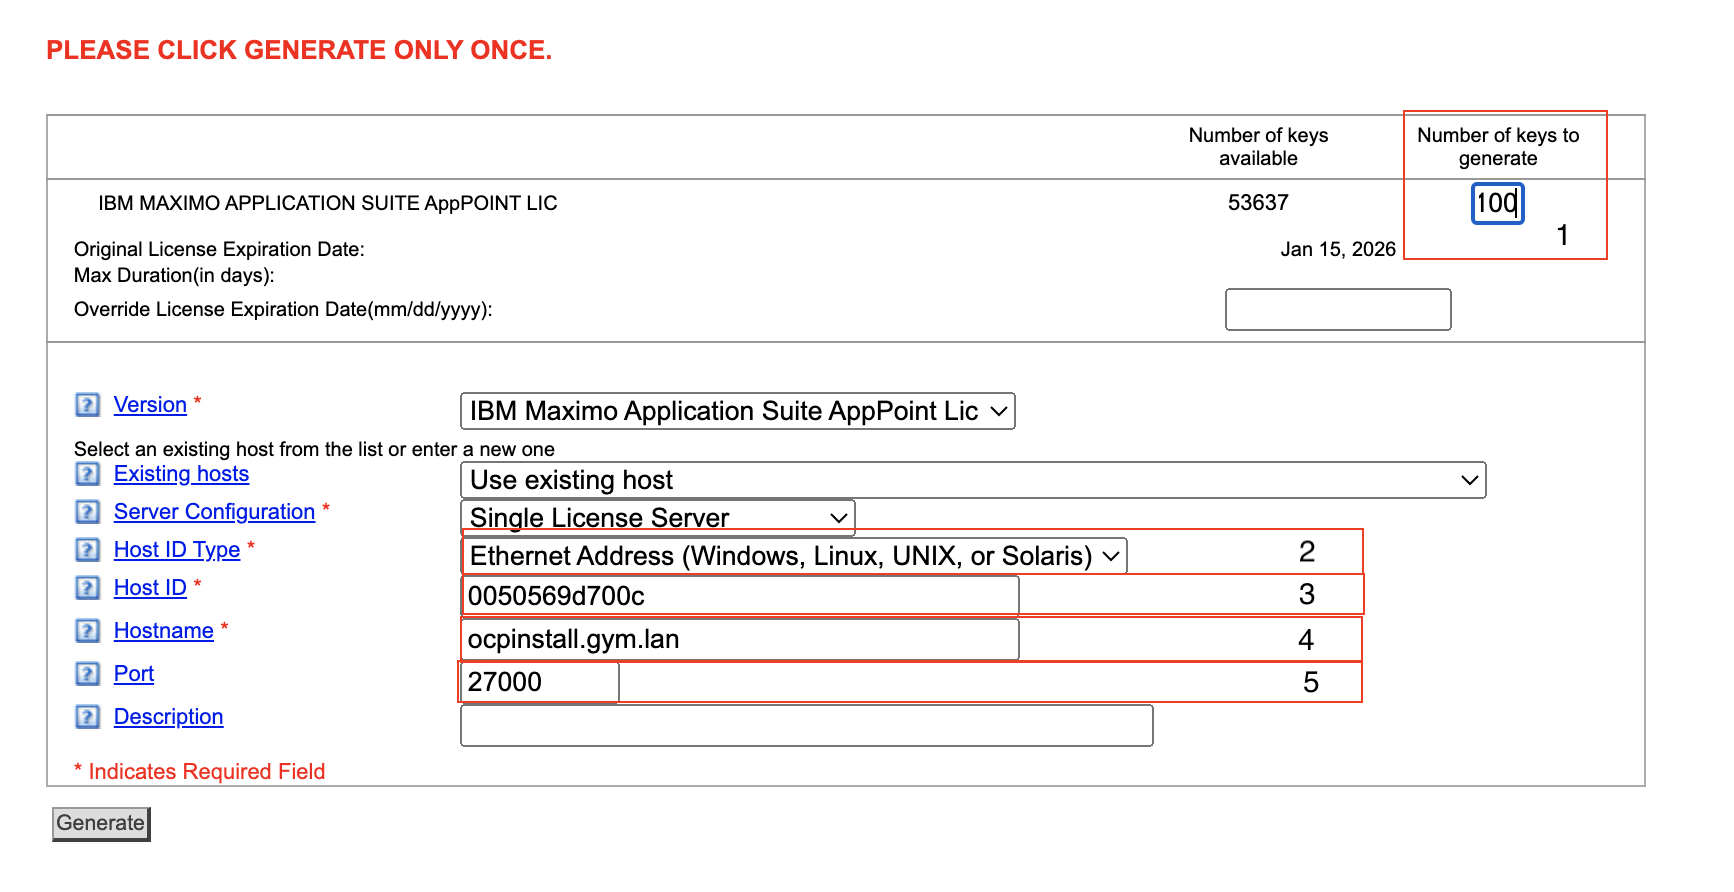 PLEASE CLICK GENERATE ONLY ONCE.
Number of keys available
Number of keys to generate
IBM MAXIMO APPLICATION SUITE AppPOINT LIC 53637 100
1
Original License Expiration Date: Jan 15, 2026
Max Duration(in days):
Override License Expiration Date(mm/dd/yyyy):
? Version * IBM Maximo Application Suite AppPoint Lic
Select an existing host from the list or enter a new one
? Existing hosts Use existing host
? Server Configuration * Single License Server
? Host ID Type * Ethernet Address (Windows, Linux, UNIX, or Solaris) 2
? Host ID * 0050569d700c 3
? Hostname * ocpinstall.gym.lan 4
? Port 27000 5
? Description
* Indicates Required Field
Generate